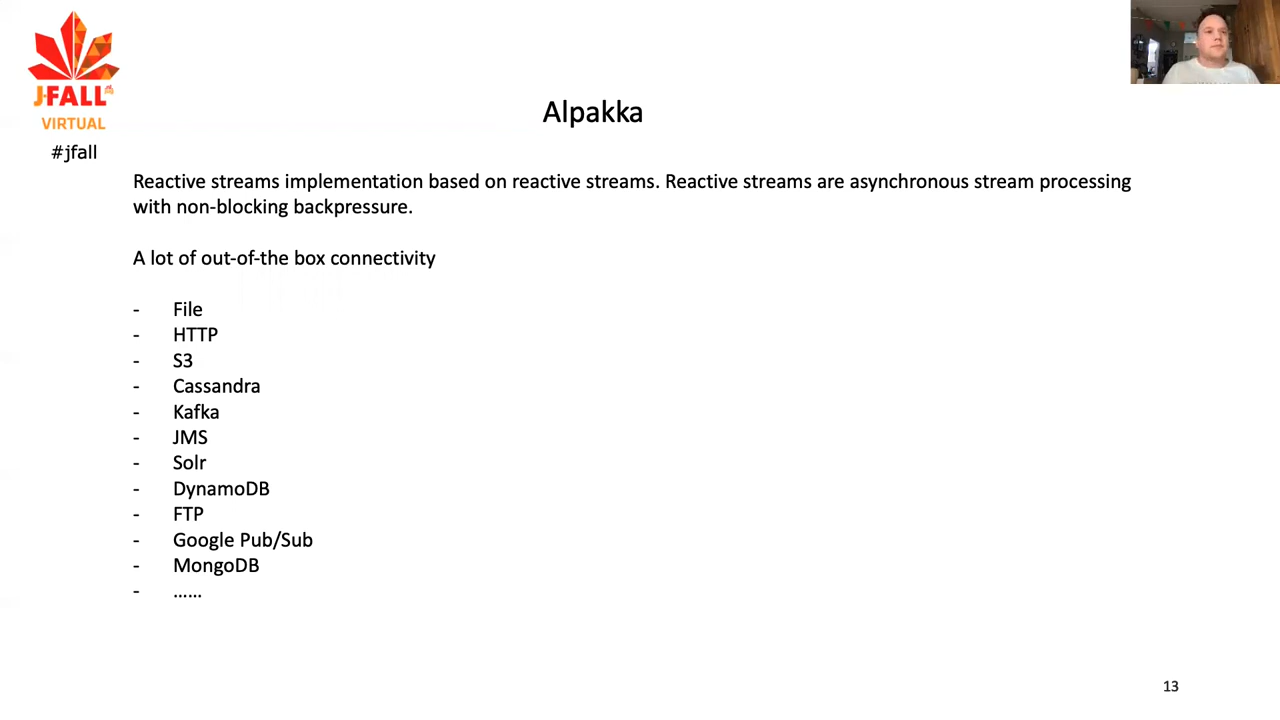 J-FALL
VIRTUAL
#jfall
Alpakka
Reactive streams implementation based on reactive streams. Reactive streams are asynchronous stream processing
with non-blocking backpressure.
A lot of out-of-the box connectivity
- File
- HTTP
- S3
- Cassandra
- Kafka
- JMS
- Solr
- DynamoDB
- FTP
- Google Pub/Sub
- MongoDB
- ……
13